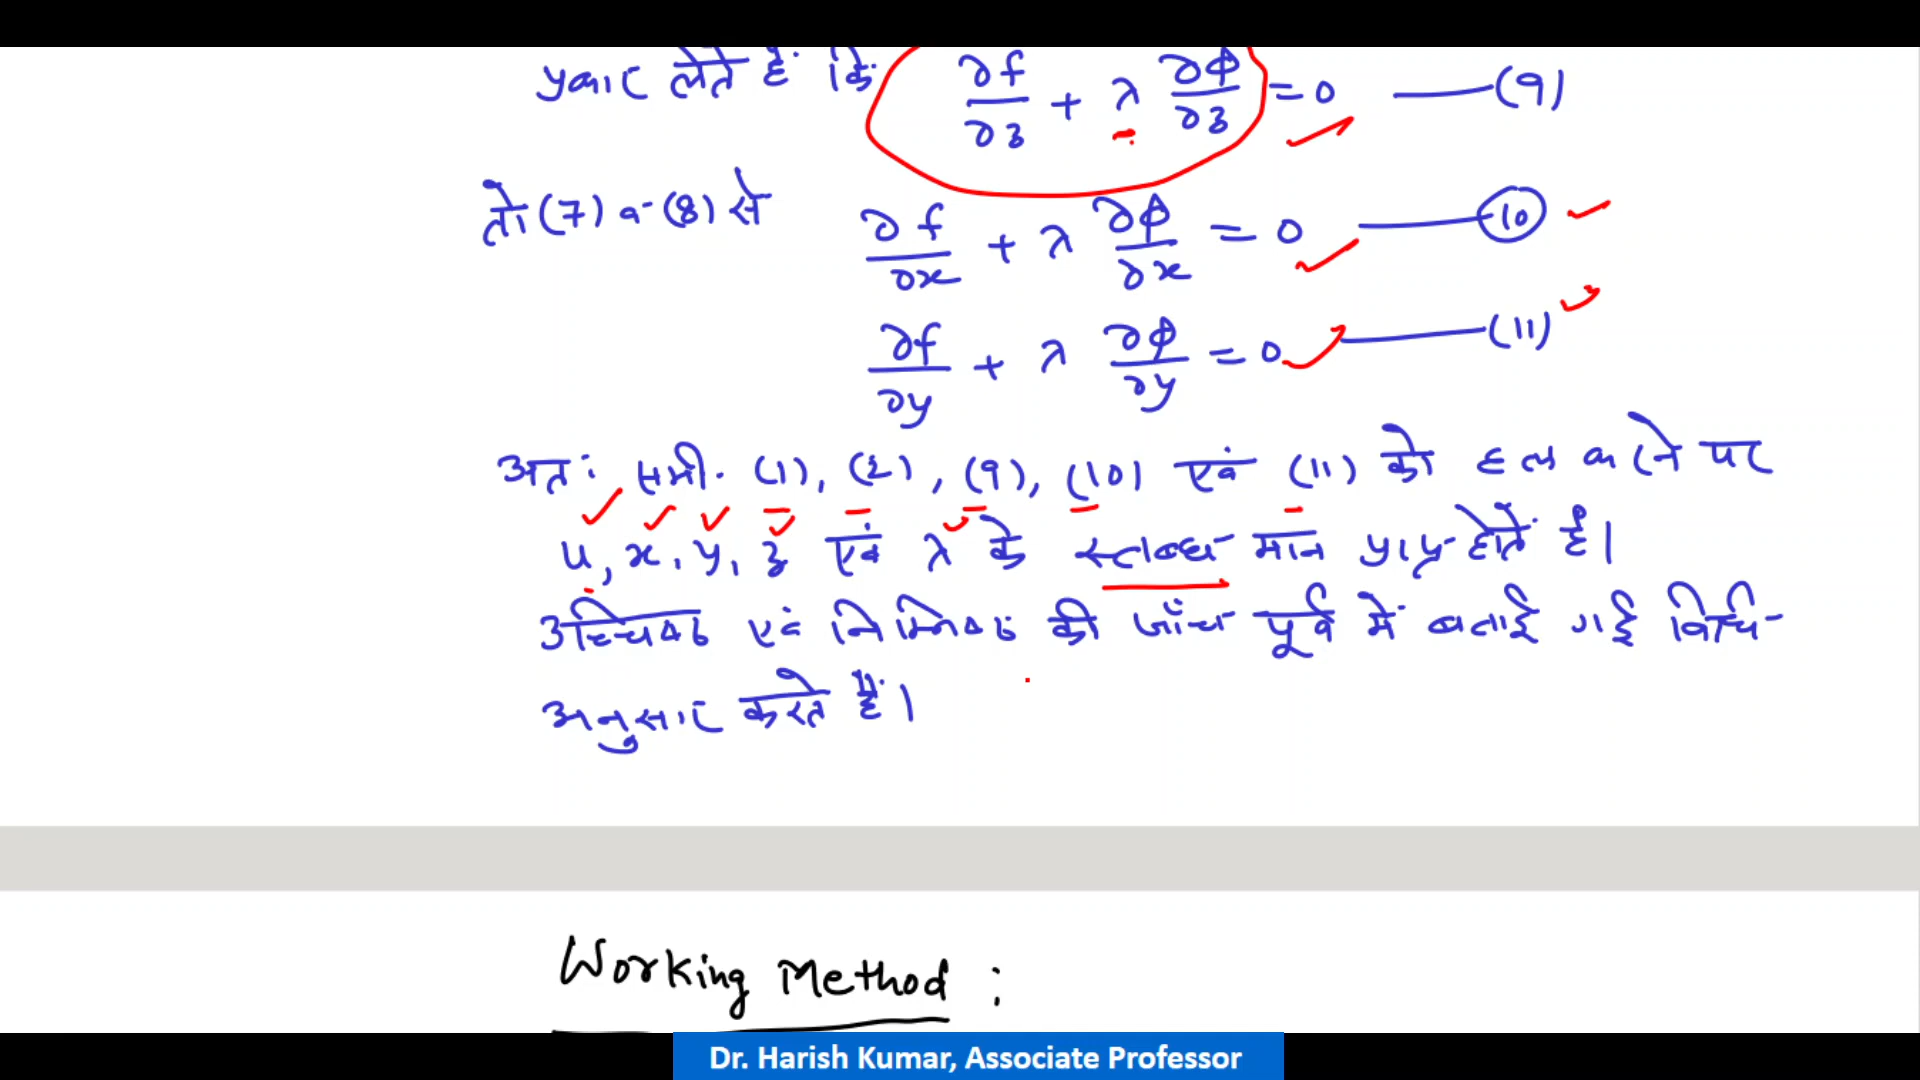 प्रकार लेते हैं कि ∂f/∂z + λ ∂φ/∂z = 0 —— (9)
तो (7) व (8) से ∂f/∂x + λ ∂φ/∂x = 0 —— (10)
∂f/∂y + λ ∂φ/∂y = 0 —— (11)
अतः समी. (1), (2), (9), (10) एवं (11) को हल करने पर
u, x, y, z एवं λ के स्तब्ध मान प्राप्त होते हैं।
उच्चिष्ठ एवं निम्निष्ठ की जाँच पूर्व में बताई गई विधि
अनुसार करते हैं।
Working Method :
Dr. Harish Kumar, Associate Professor